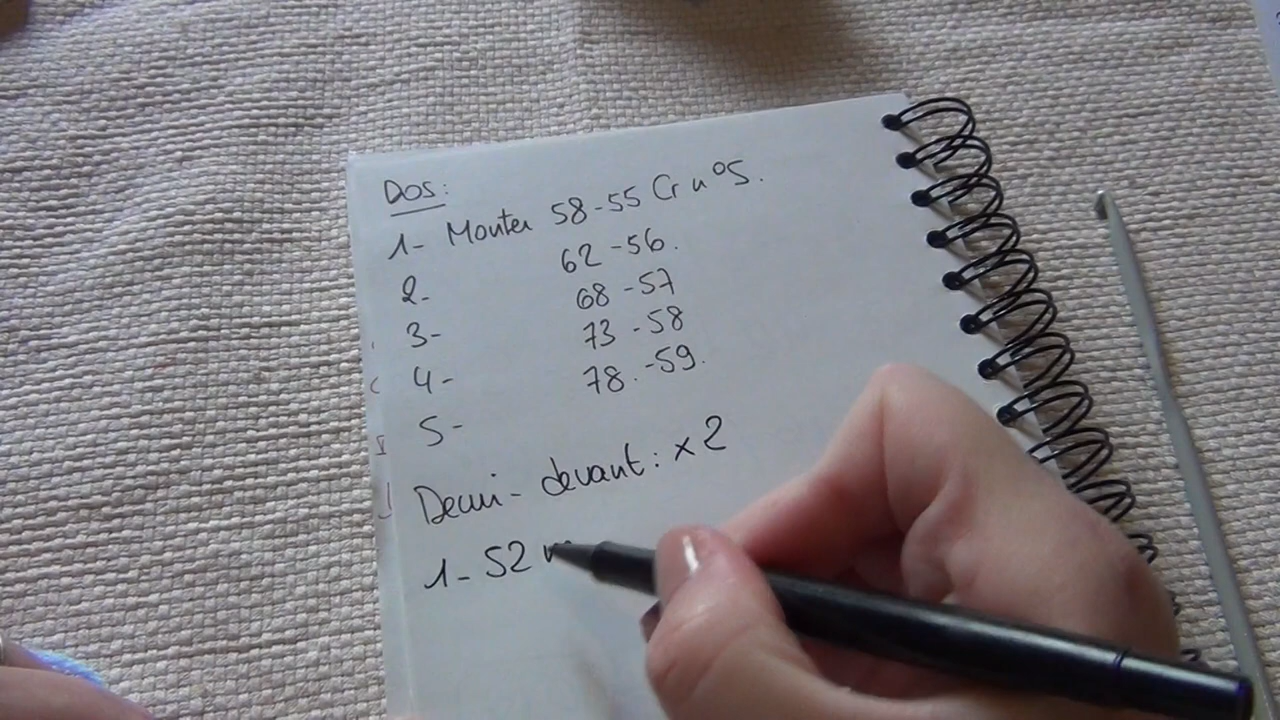 Dos:
1- Monter 58-55 Cr n°5.
2- 62-56.
3- 68-57
4- 73-58
5- 78.-59.
Demi-devant: x2
1- 52 m